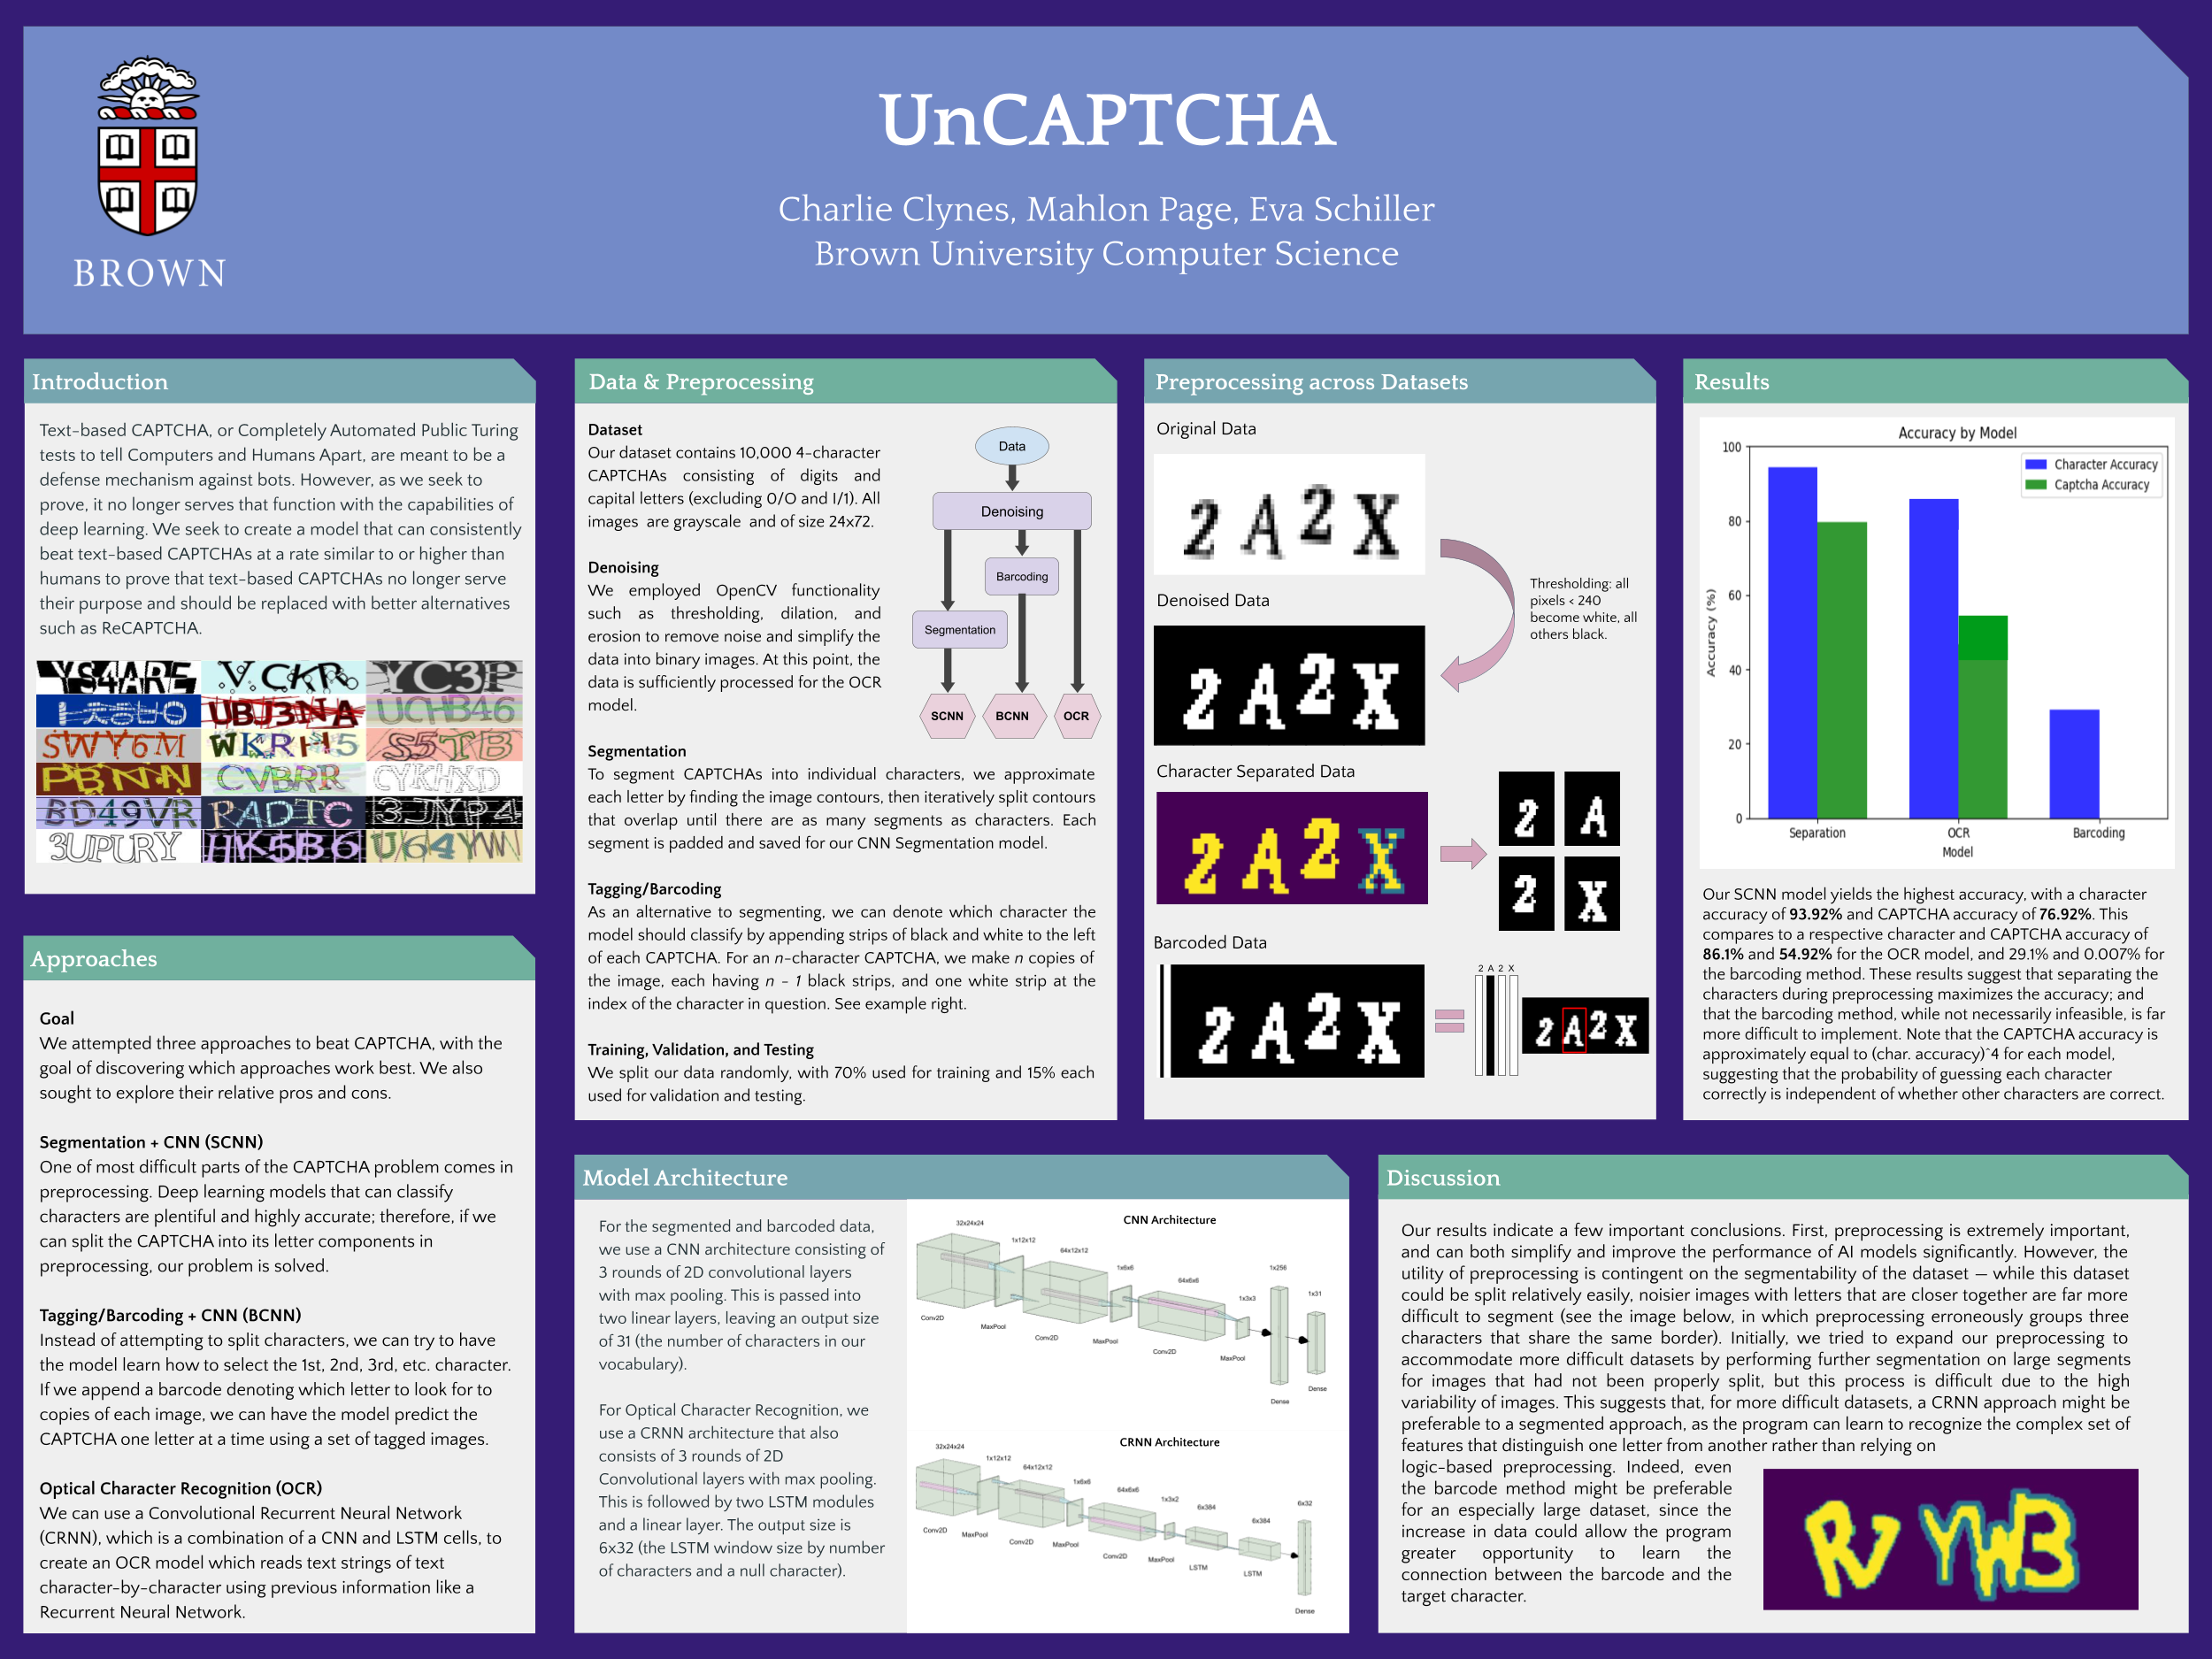 BROWN
UnCAPTCHA
Charlie Clynes, Mahlon Page, Eva Schiller
Brown University Computer Science
Introduction
Text-based CAPTCHA, or Completely Automated Public Turing
tests to tell Computers and Humans Apart, are meant to be a
defense mechanism against bots. However, as we seek to
prove, it no longer serves that function with the capabilities of
deep learning. We seek to create a model that can consistently
beat text-based CAPTCHAs at a rate similar to or higher than
humans to prove that text-based CAPTCHAs no longer serve
their purpose and should be replaced with better alternatives
such as ReCAPTCHA.
YS4ARE V.CKR YC3P
UBJ3NA UCHB46
SWY6M WKRH5 S5TB
PBNN CVBRR CYKHXD
BD49VR RADTC 3JYP4
3UPURY HK5B6 U64YW
Approaches
Goal
We attempted three approaches to beat CAPTCHA, with the
goal of discovering which approaches work best. We also
sought to explore their relative pros and cons.
Segmentation + CNN (SCNN)
One of most difficult parts of the CAPTCHA problem comes in
preprocessing. Deep learning models that can classify
characters are plentiful and highly accurate; therefore, if we
can split the CAPTCHA into its letter components in
preprocessing, our problem is solved.
Tagging/Barcoding + CNN (BCNN)
Instead of attempting to split characters, we can try to have
the model learn how to select the 1st, 2nd, 3rd, etc. character.
If we append a barcode denoting which letter to look for to
copies of each image, we can have the model predict the
CAPTCHA one letter at a time using a set of tagged images.
Optical Character Recognition (OCR)
We can use a Convolutional Recurrent Neural Network
(CRNN), which is a combination of a CNN and LSTM cells, to
create an OCR model which reads text strings of text
character-by-character using previous information like a
Recurrent Neural Network.
Data & Preprocessing
Dataset
Our dataset contains 10,000 4-character
CAPTCHAs consisting of digits and
capital letters (excluding 0/O and I/1). All
images are grayscale and of size 24x72.
Denoising
We employed OpenCV functionality
such as thresholding, dilation, and
erosion to remove noise and simplify the
data into binary images. At this point, the
data is sufficiently processed for the OCR
model.
Data
Denoising
Barcoding
Segmentation
SCNN
BCNN
OCR
Segmentation
To segment CAPTCHAs into individual characters, we approximate
each letter by finding the image contours, then iteratively split contours
that overlap until there are as many segments as characters. Each
segment is padded and saved for our CNN Segmentation model.
Tagging/Barcoding
As an alternative to segmenting, we can denote which character the
model should classify by appending strips of black and white to the left
of each CAPTCHA. For an n-character CAPTCHA, we make n copies of
the image, each having n - 1 black strips, and one white strip at the
index of the character in question. See example right.
Training, Validation, and Testing
We split our data randomly, with 70% used for training and 15% each
used for validation and testing.
Preprocessing across Datasets
Original Data
2 A 2 X
Denoised Data
2 A 2 X
Thresholding: all
pixels < 240
become white, all
others black.
Character Separated Data
2 A 2 X
2 A
2 X
Barcoded Data
2 A 2 X
2 A 2 X
2 A 2 X
Results
Accuracy by Model
Character Accuracy
Captcha Accuracy
Accuracy (%)
100
80
60
40
20
0
Separation
OCR
Barcoding
Model
Our SCNN model yields the highest accuracy, with a character
accuracy of 93.92% and CAPTCHA accuracy of 76.92%. This
compares to a respective character and CAPTCHA accuracy of
86.1% and 54.92% for the OCR model, and 29.1% and 0.007% for
the barcoding method. These results suggest that separating the
characters during preprocessing maximizes the accuracy; and
that the barcoding method, while not necessarily infeasible, is far
more difficult to implement. Note that the CAPTCHA accuracy is
approximately equal to (char. accuracy)^4 for each model,
suggesting that the probability of guessing each character
correctly is independent of whether other characters are correct.
Model Architecture
For the segmented and barcoded data,
we use a CNN architecture consisting of
3 rounds of 2D convolutional layers
with max pooling. This is passed into
two linear layers, leaving an output size
of 31 (the number of characters in our
vocabulary).
For Optical Character Recognition, we
use a CRNN architecture that also
consists of 3 rounds of 2D
Convolutional layers with max pooling.
This is followed by two LSTM modules
and a linear layer. The output size is
6x32 (the LSTM window size by number
of characters and a null character).
CNN Architecture
32x24x24
1x12x12
64x12x12
1x6x6
64x6x6
1x3x3
1x256
1x31
Conv2D
MaxPool
Conv2D
MaxPool
Conv2D
MaxPool
Dense
Dense
CRNN Architecture
32x24x24
1x12x12
64x12x12
1x6x6
64x6x6
1x3x2
6x384
6x384
6x32
Conv2D
MaxPool
Conv2D
MaxPool
Conv2D
MaxPool
LSTM
LSTM
Dense
Discussion
Our results indicate a few important conclusions. First, preprocessing is extremely important,
and can both simplify and improve the performance of AI models significantly. However, the
utility of preprocessing is contingent on the segmentability of the dataset — while this dataset
could be split relatively easily, noisier images with letters that are closer together are far more
difficult to segment (see the image below, in which preprocessing erroneously groups three
characters that share the same border). Initially, we tried to expand our preprocessing to
accommodate more difficult datasets by performing further segmentation on large segments
for images that had not been properly split, but this process is difficult due to the high
variability of images. This suggests that, for more difficult datasets, a CRNN approach might be
preferable to a segmented approach, as the program can learn to recognize the complex set of
features that distinguish one letter from another rather than relying on
logic-based preprocessing. Indeed, even
the barcode method might be preferable
for an especially large dataset, since the
increase in data could allow the program
greater opportunity to learn the
connection between the barcode and the
target character.
RJ YWB